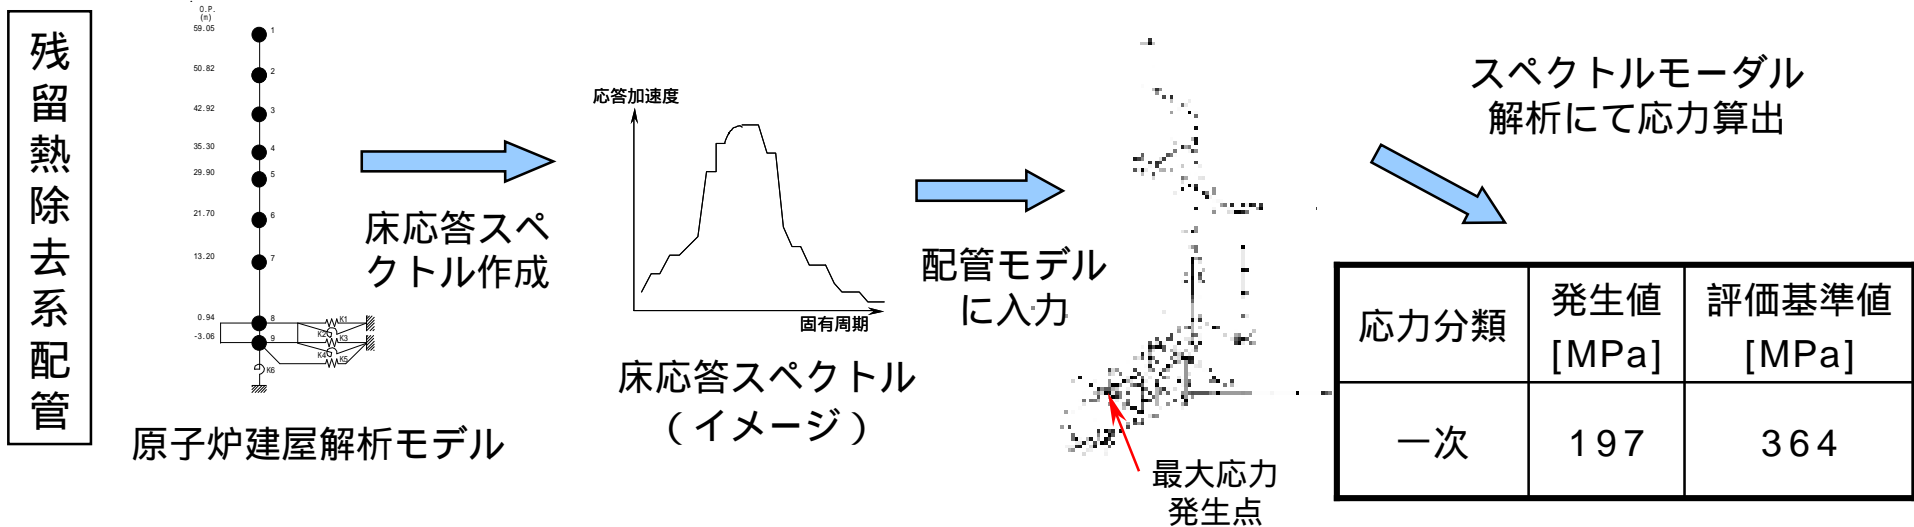 残留熱除去系配管
O.P.
(m)
59.05
1
50.82
2
42.92
3
35.30
4
29.90
5
21.70
6
13.20
7
0.94
8
K1
K2
-3.06
9
K3
K4
K5
K6
原子炉建屋解析モデル
床応答スペ
クトル作成
応答加速度
固有周期
床応答スペクトル
(イメージ)
配管モデル
に入力
最大応力
発生点
スペクトルモーダル
解析にて応力算出
応力分類 発生値 評価基準値
[MPa] [MPa]
一次 197 364